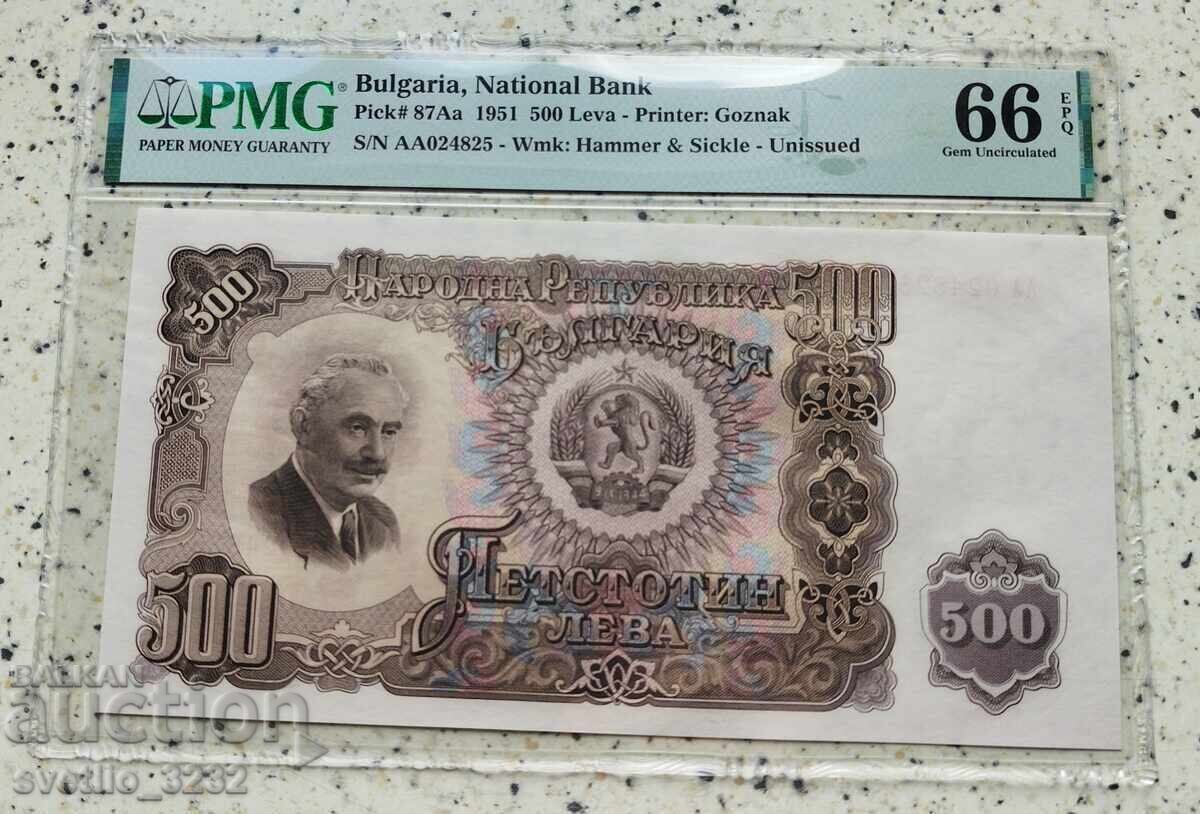 PMG®
PAPER MONEY GUARANTY
Bulgaria, National Bank
Pick# 87Aa 1951 500 Leva - Printer: Goznak
S/N AA024825 - Wmk: Hammer & Sickle - Unissued
66
EPQ
Gem Uncirculated
500
НАРОДНА РЕПУБЛИКА
500
БЪЛГАРИЯ
500
ПЕТСТОТИН
ЛЕВА
500
BALKAN
auction
svetlio_3232